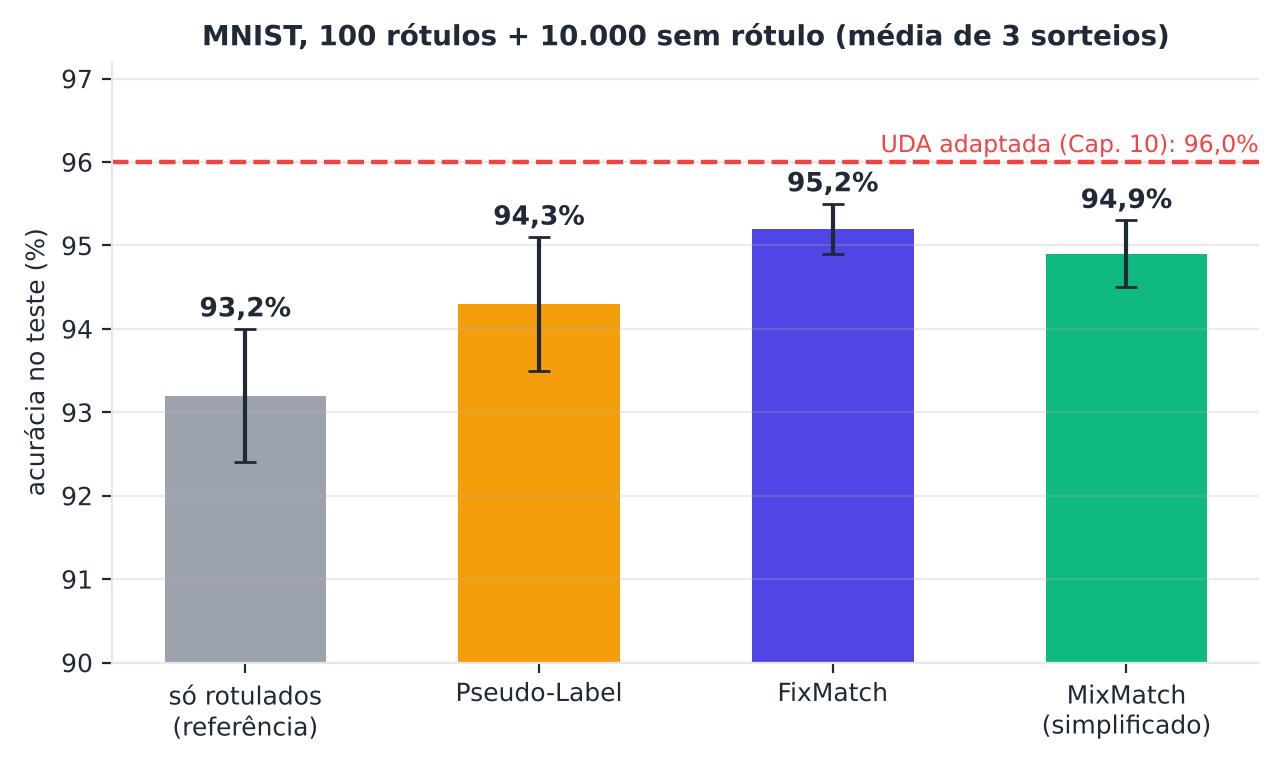 MNIST, 100 rótulos + 10.000 sem rótulo (média de 3 sorteios)
acurácia no teste (%)
97
96
95
94
93
92
91
90
UDA adaptada (Cap. 10): 96,0%
93,2%
94,3%
95,2%
94,9%
só rotulados
(referência)
Pseudo-Label
FixMatch
MixMatch
(simplificado)